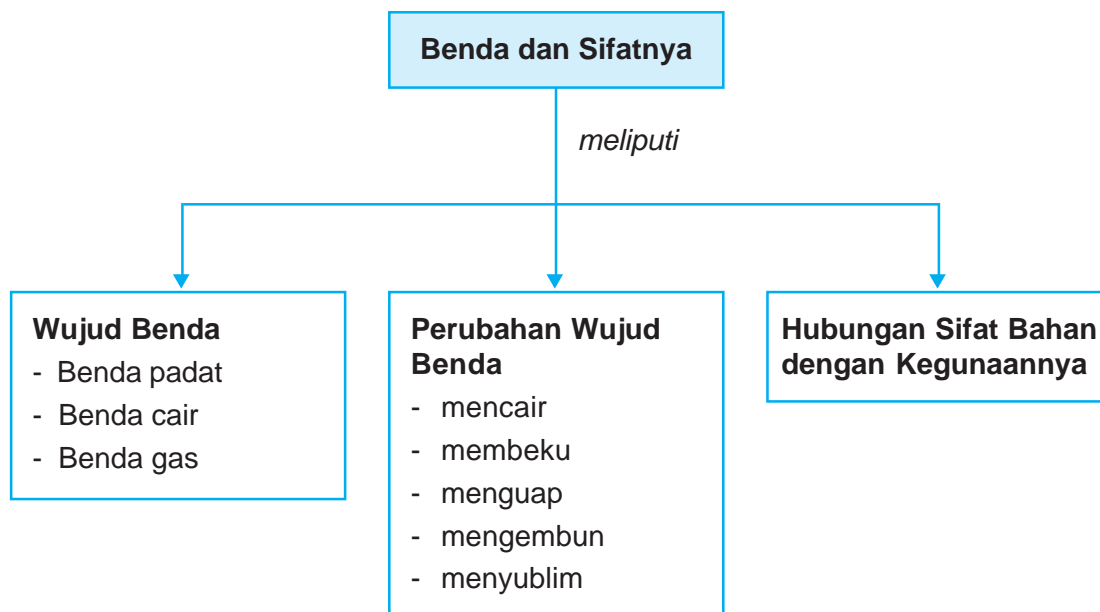 Benda dan Sifatnya
meliputi
Wujud Benda
- Benda padat
- Benda cair
- Benda gas
Perubahan Wujud
Benda
- mencair
- membeku
- menguap
- mengembun
- menyublim
Hubungan Sifat Bahan
dengan Kegunaannya